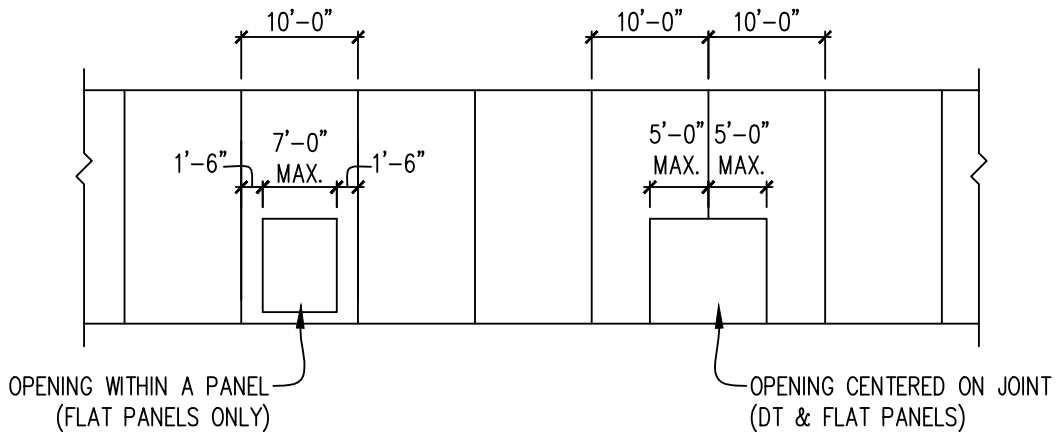 10'-0"
10'-0" 10'-0"
7'-0"
MAX.
1'-6" 1'-6"
5'-0" 5'-0"
MAX. MAX.
OPENING WITHIN A PANEL
(FLAT PANELS ONLY)
OPENING CENTERED ON JOINT
(DT & FLAT PANELS)